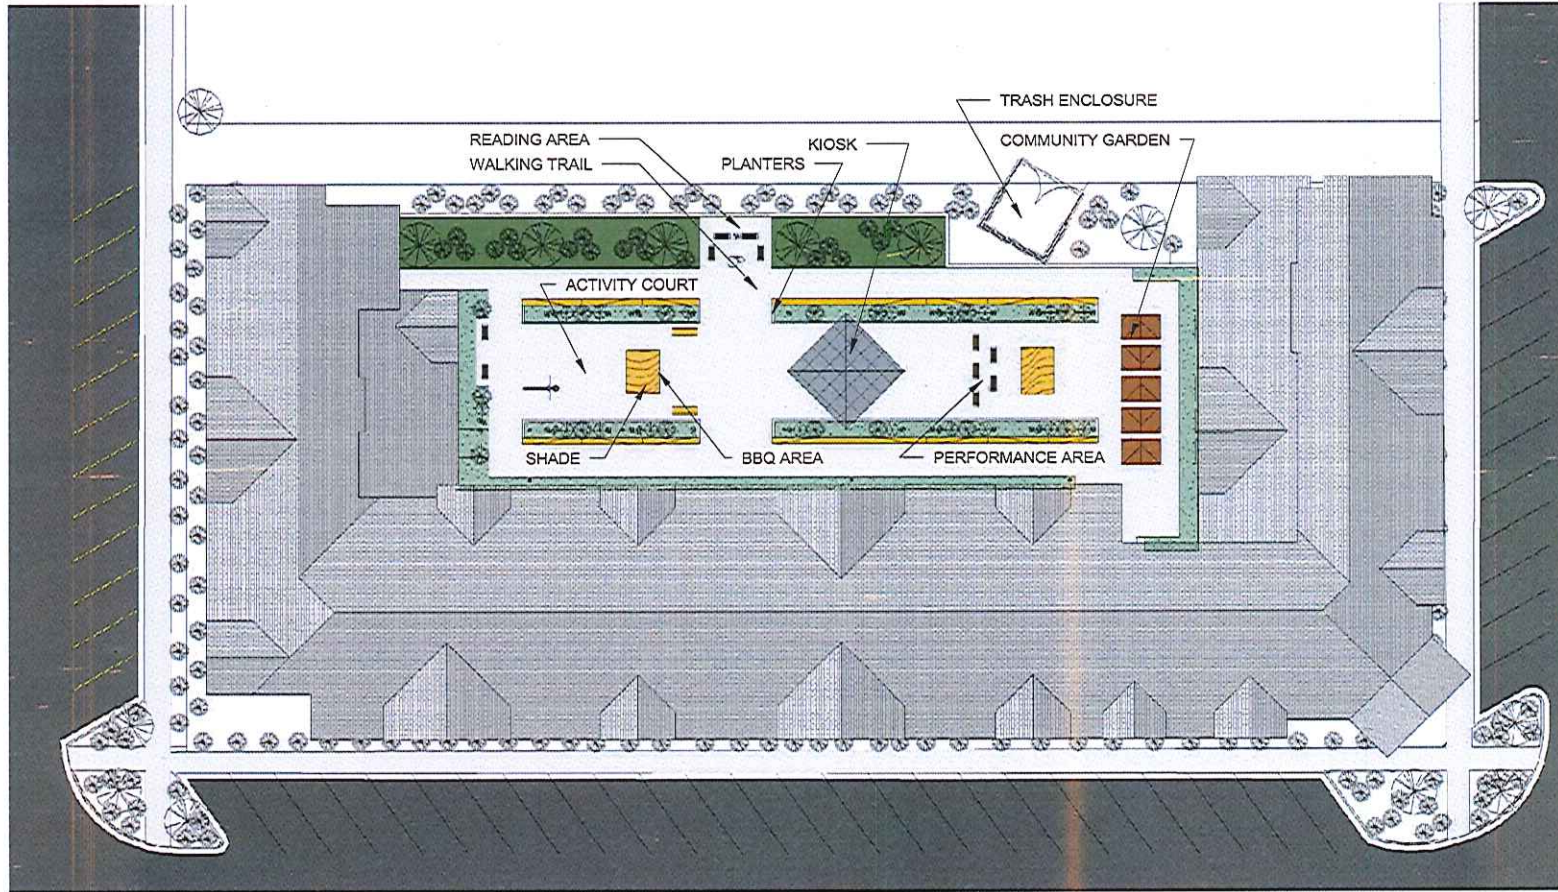 TRASH ENCLOSURE
READING AREA
KIOSK
COMMUNITY GARDEN
WALKING TRAIL
PLANTERS
ACTIVITY COURT
SHADE
BBQ AREA
PERFORMANCE AREA